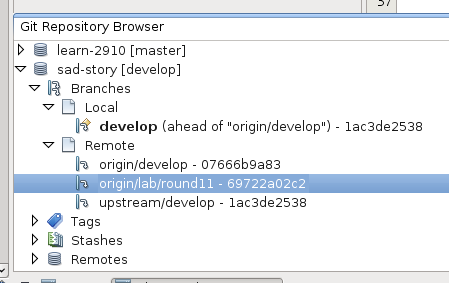 37
Git Repository Browser
learn-2910 [master]
sad-story [develop]
Branches
Local
develop (ahead of "origin/develop") - 1ac3de2538
Remote
origin/develop - 07666b9a83
origin/lab/round11 - 69722a02c2
upstream/develop - 1ac3de2538
Tags
Stashes
Remotes